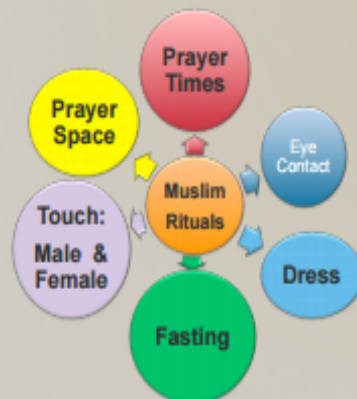 Prayer
Times
Prayer
Space
Eye
Contact
Muslim
Rituals
Touch:
Male &
Female
Dress
Fasting